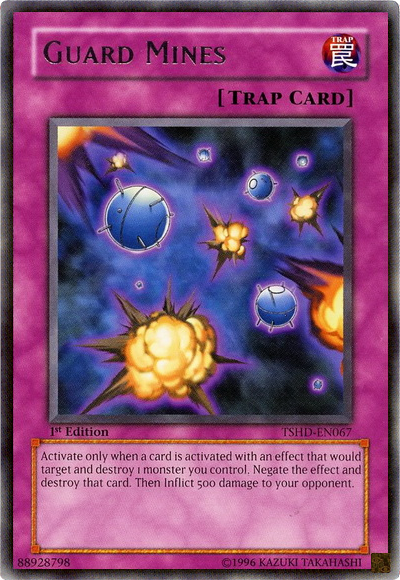 GUARD MINES
TRAP
罠
[TRAP CARD]
1st Edition
TSHD-EN067
Activate only when a card is activated with an effect that would
target and destroy 1 monster you control. Negate the effect and
destroy that card. Then Inflict 500 damage to your opponent.
88928798
©1996 KAZUKI TAKAHASHI